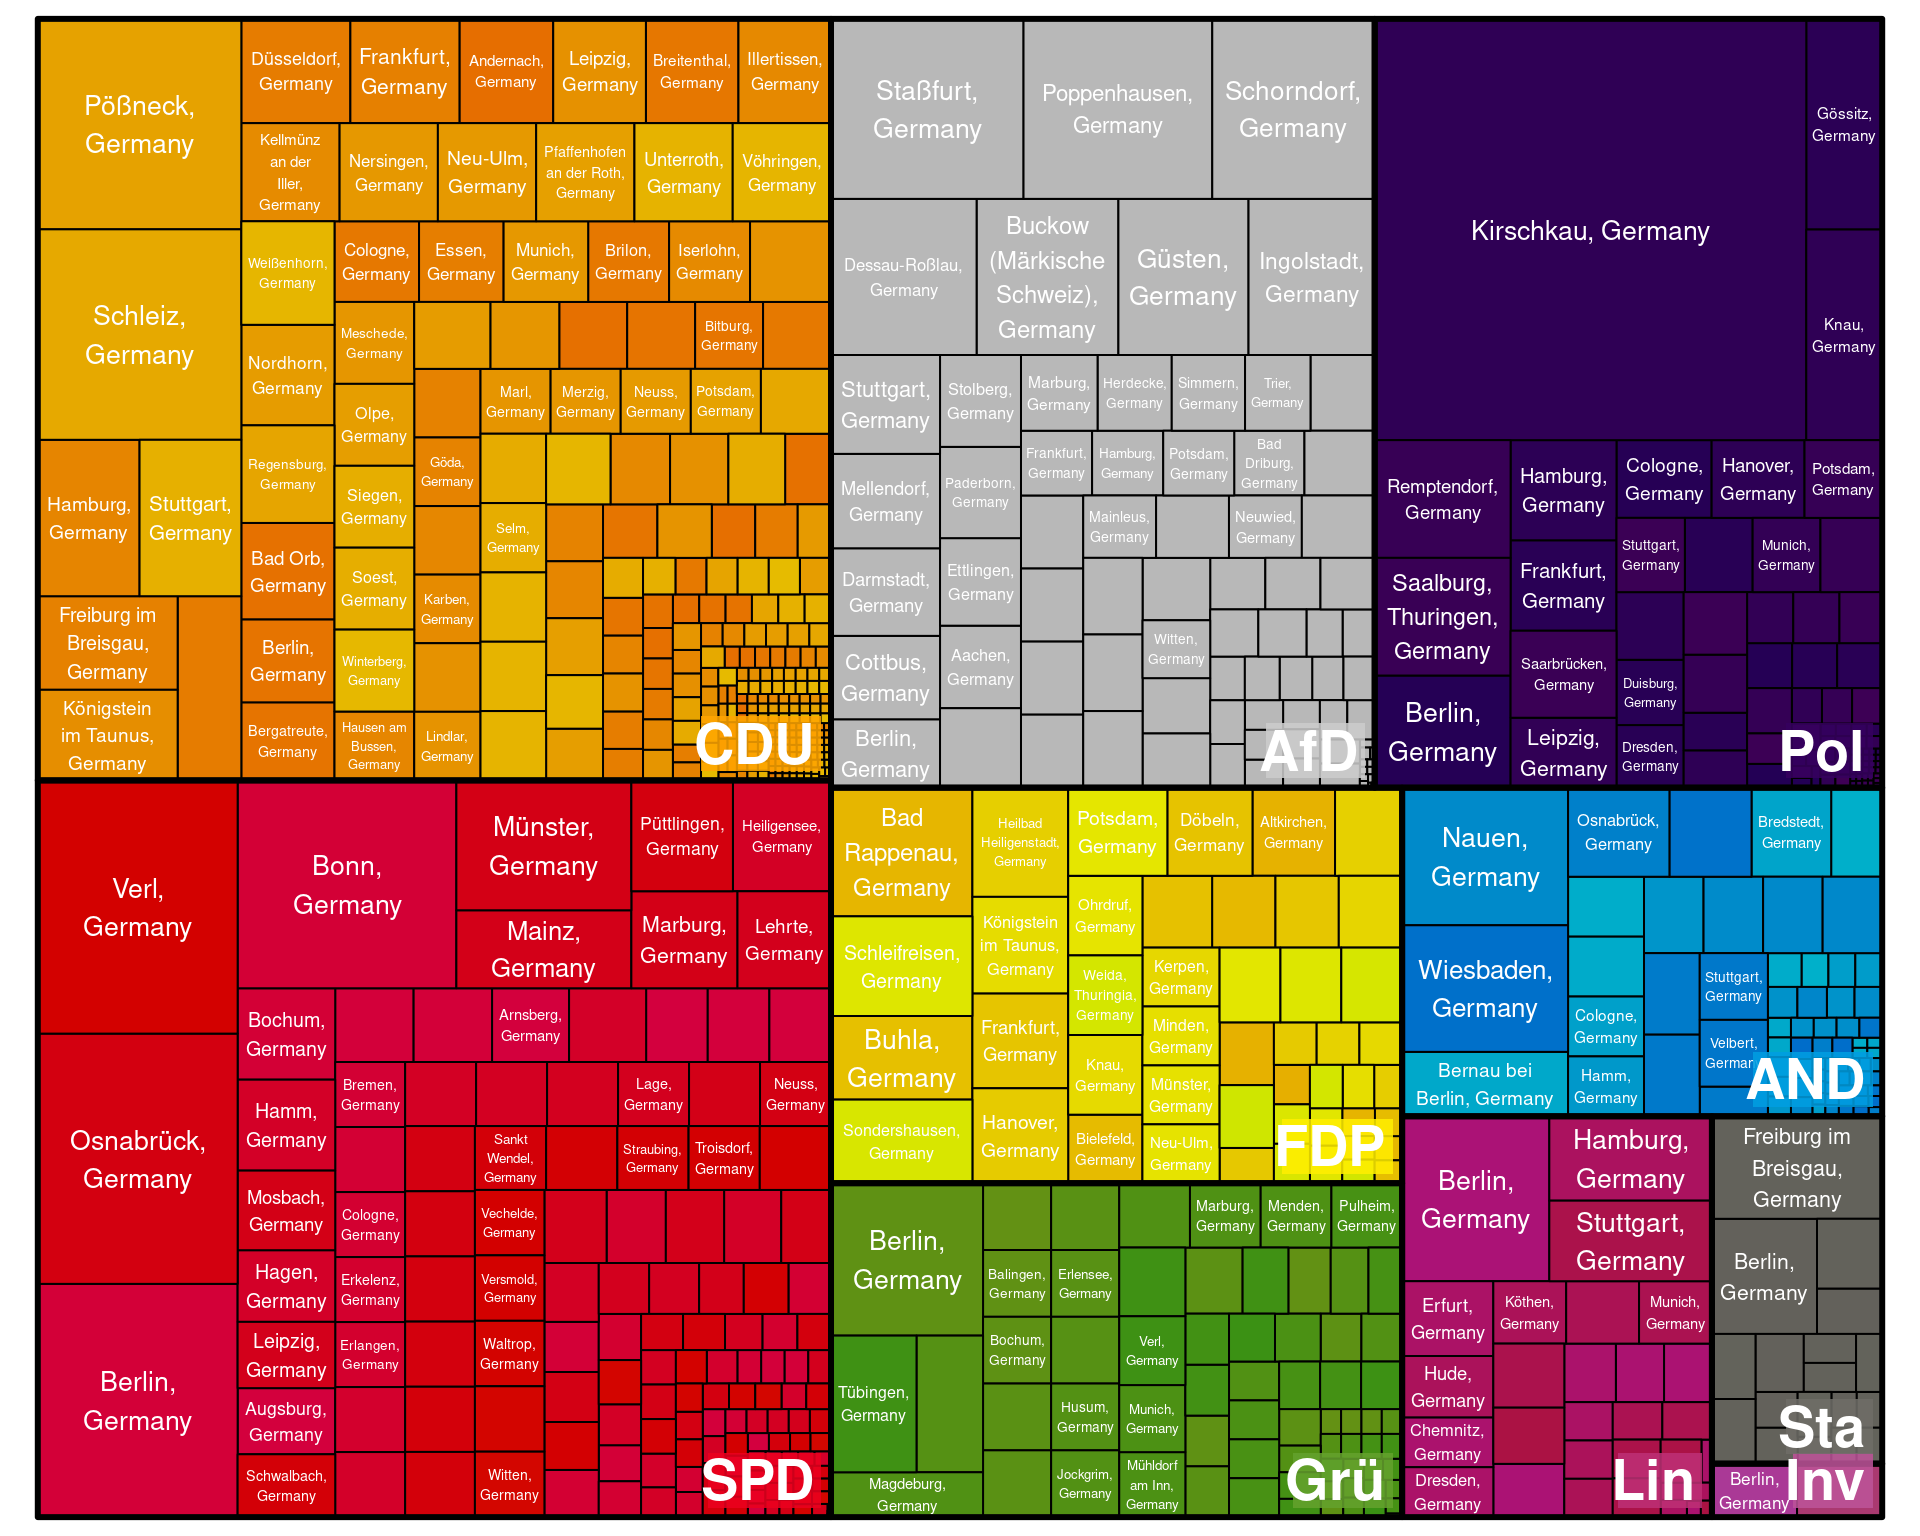 Pößneck,
Germany
Schleiz,
Germany
Hamburg,
Germany
Stuttgart,
Germany
Freiburg im
Breisgau,
Germany
Königstein
im Taunus,
Germany
Düsseldorf,
Germany
Frankfurt,
Germany
Andernach,
Germany
Leipzig,
Germany
Breitenthal,
Germany
Illertissen,
Germany
Kellmünz
an der
Iller,
Germany
Nersingen,
Germany
Neu-Ulm,
Germany
Pfaffenhofen
an der Roth,
Germany
Unterroth,
Germany
Vöhringen,
Germany
Weißenhorn,
Germany
Nordhorn,
Germany
Regensburg,
Germany
Bad Orb,
Germany
Berlin,
Germany
Bergatreute,
Germany
Cologne,
Germany
Essen,
Germany
Munich,
Germany
Brilon,
Germany
Iserlohn,
Germany
Meschede,
Germany
Olpe,
Germany
Siegen,
Germany
Soest,
Germany
Winterberg,
Germany
Hausen am
Bussen,
Germany
Bitburg,
Germany
Marl,
Germany
Merzig,
Germany
Neuss,
Germany
Potsdam,
Germany
Göda,
Germany
Karben,
Germany
Lindlar,
Germany
Selm,
Germany
CDU
Staßfurt,
Germany
Poppenhausen,
Germany
Schorndorf,
Germany
Dessau-Roßlau,
Germany
Buckow
(Märkische
Schweiz),
Germany
Güsten,
Germany
Ingolstadt,
Germany
Stuttgart,
Germany
Mellendorf,
Germany
Darmstadt,
Germany
Cottbus,
Germany
Berlin,
Germany
Stolberg,
Germany
Paderborn,
Germany
Ettlingen,
Germany
Aachen,
Germany
Marburg,
Germany
Herdecke,
Germany
Simmern,
Germany
Trier,
Germany
Frankfurt,
Germany
Hamburg,
Germany
Potsdam,
Germany
Bad
Driburg,
Germany
Mainleus,
Germany
Neuwied,
Germany
Witten,
Germany
AfD
Kirschkau, Germany
Gössitz,
Germany
Knau,
Germany
Remptendorf,
Germany
Saalburg,
Thuringen,
Germany
Berlin,
Germany
Hamburg,
Germany
Frankfurt,
Germany
Saarbrücken,
Germany
Leipzig,
Germany
Cologne,
Germany
Hanover,
Germany
Potsdam,
Germany
Stuttgart,
Germany
Munich,
Germany
Duisburg,
Germany
Dresden,
Germany
Pol
Verl,
Germany
Osnabrück,
Germany
Berlin,
Germany
Bonn,
Germany
Münster,
Germany
Mainz,
Germany
Püttlingen,
Germany
Heiligensee,
Germany
Marburg,
Germany
Lehrte,
Germany
Bochum,
Germany
Hamm,
Germany
Mosbach,
Germany
Hagen,
Germany
Leipzig,
Germany
Augsburg,
Germany
Schwalbach,
Germany
Arnsberg,
Germany
Bremen,
Germany
Cologne,
Germany
Erkelenz,
Germany
Erlangen,
Germany
Lage,
Germany
Neuss,
Germany
Sankt
Wendel,
Germany
Straubing,
Germany
Troisdorf,
Germany
Vechelde,
Germany
Versmold,
Germany
Waltrop,
Germany
Witten,
Germany
SPD
Bad
Rappenau,
Germany
Schleifreisen,
Germany
Buhla,
Germany
Sondershausen,
Germany
Heilbad
Heiligenstadt,
Germany
Königstein
im Taunus,
Germany
Frankfurt,
Germany
Hanover,
Germany
Potsdam,
Germany
Döbeln,
Germany
Altkirchen,
Germany
Ohrdruf,
Germany
Weida,
Thuringia,
Germany
Knau,
Germany
Bielefeld,
Germany
Kerpen,
Germany
Minden,
Germany
Münster,
Germany
Neu-Ulm,
Germany
FDP
Berlin,
Germany
Tübingen,
Germany
Magdeburg,
Germany
Balingen,
Germany
Erlensee,
Germany
Bochum,
Germany
Husum,
Germany
Jockgrim,
Germany
Marburg,
Germany
Menden,
Germany
Pulheim,
Germany
Verl,
Germany
Munich,
Germany
Mühldorf
am Inn,
Germany
Grü
Nauen,
Germany
Wiesbaden,
Germany
Bernau bei
Berlin, Germany
Osnabrück,
Germany
Bredstedt,
Germany
Cologne,
Germany
Hamm,
Germany
Stuttgart,
Germany
Velbert,
Germany
AND
Berlin,
Germany
Hamburg,
Germany
Stuttgart,
Germany
Erfurt,
Germany
Hude,
Germany
Chemnitz,
Germany
Dresden,
Germany
Köthen,
Germany
Munich,
Germany
Lin
Freiburg im
Breisgau,
Germany
Berlin,
Germany
Sta
Berlin,
Germany
Inv